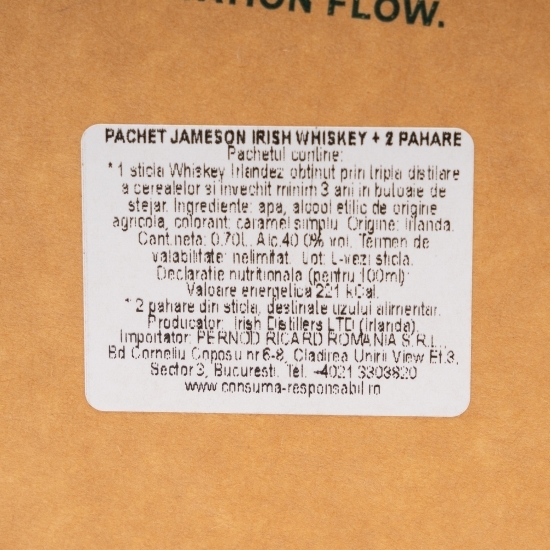 FLOW.
PACHET JAMESON IRISH WHISKEY + 2 PAHARE
Pachetul contine:
* 1 sticla Whiskey Irlandez obtinut prin tripla distilare
a cerealelor si invechit minim 3 ani in butoaie de
stejar. Ingrediente: apa, alcool etilic de origine
agricola, colorant: caramel simplu. Origine: Irlanda.
Cant.neta: 0.70L. Alc.40.0% vol. Termen de
valabilitate: nelimitat. Lot: L-vezi sticla.
Declaratie nutritionala (pentru 100ml):
Valoare energetica 221 kCal.
* 2 pahare din sticla, destinate uzului alimentar.
Producator: Irish Distillers LTD (Irlanda).
Importator: PERNOD RICARD ROMANIA S.R.L.,
Bd Corneliu Coposu nr 6-8, Cladirea Unirii View Et.3,
Sector 3, Bucuresti. Tel. +4021 3303820
www.consuma-responsabil.ro